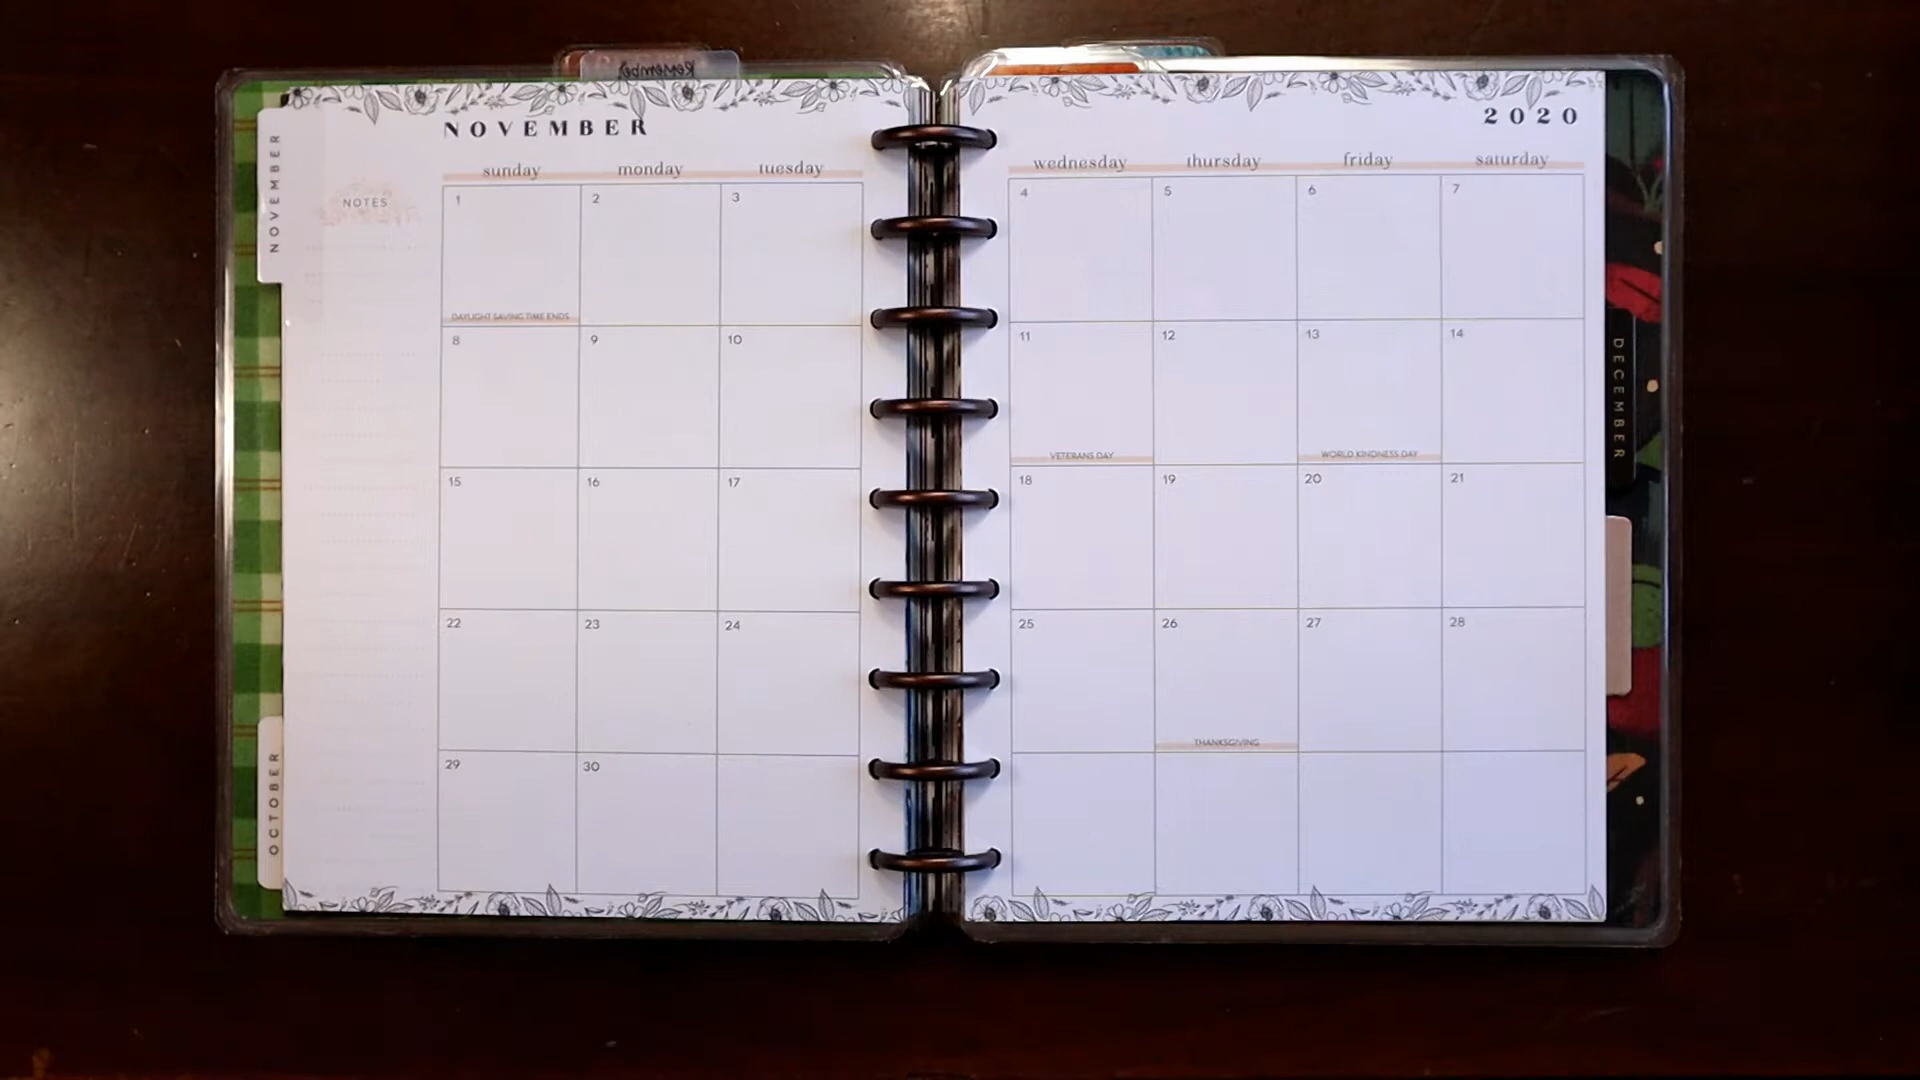 Remember
NOVEMBER
2020
NOVEMBER
NOTES
sunday monday tuesday wednesday thursday friday saturday
1 2 3 4 5 6 7
DAYLIGHT SAVING TIME ENDS
8 9 10 11 12 13 14
VETERANS DAY WORLD KINDNESS DAY
15 16 17 18 19 20 21
22 23 24 25 26 27 28
THANKSGIVING
29 30
OCTOBER
DECEMBER